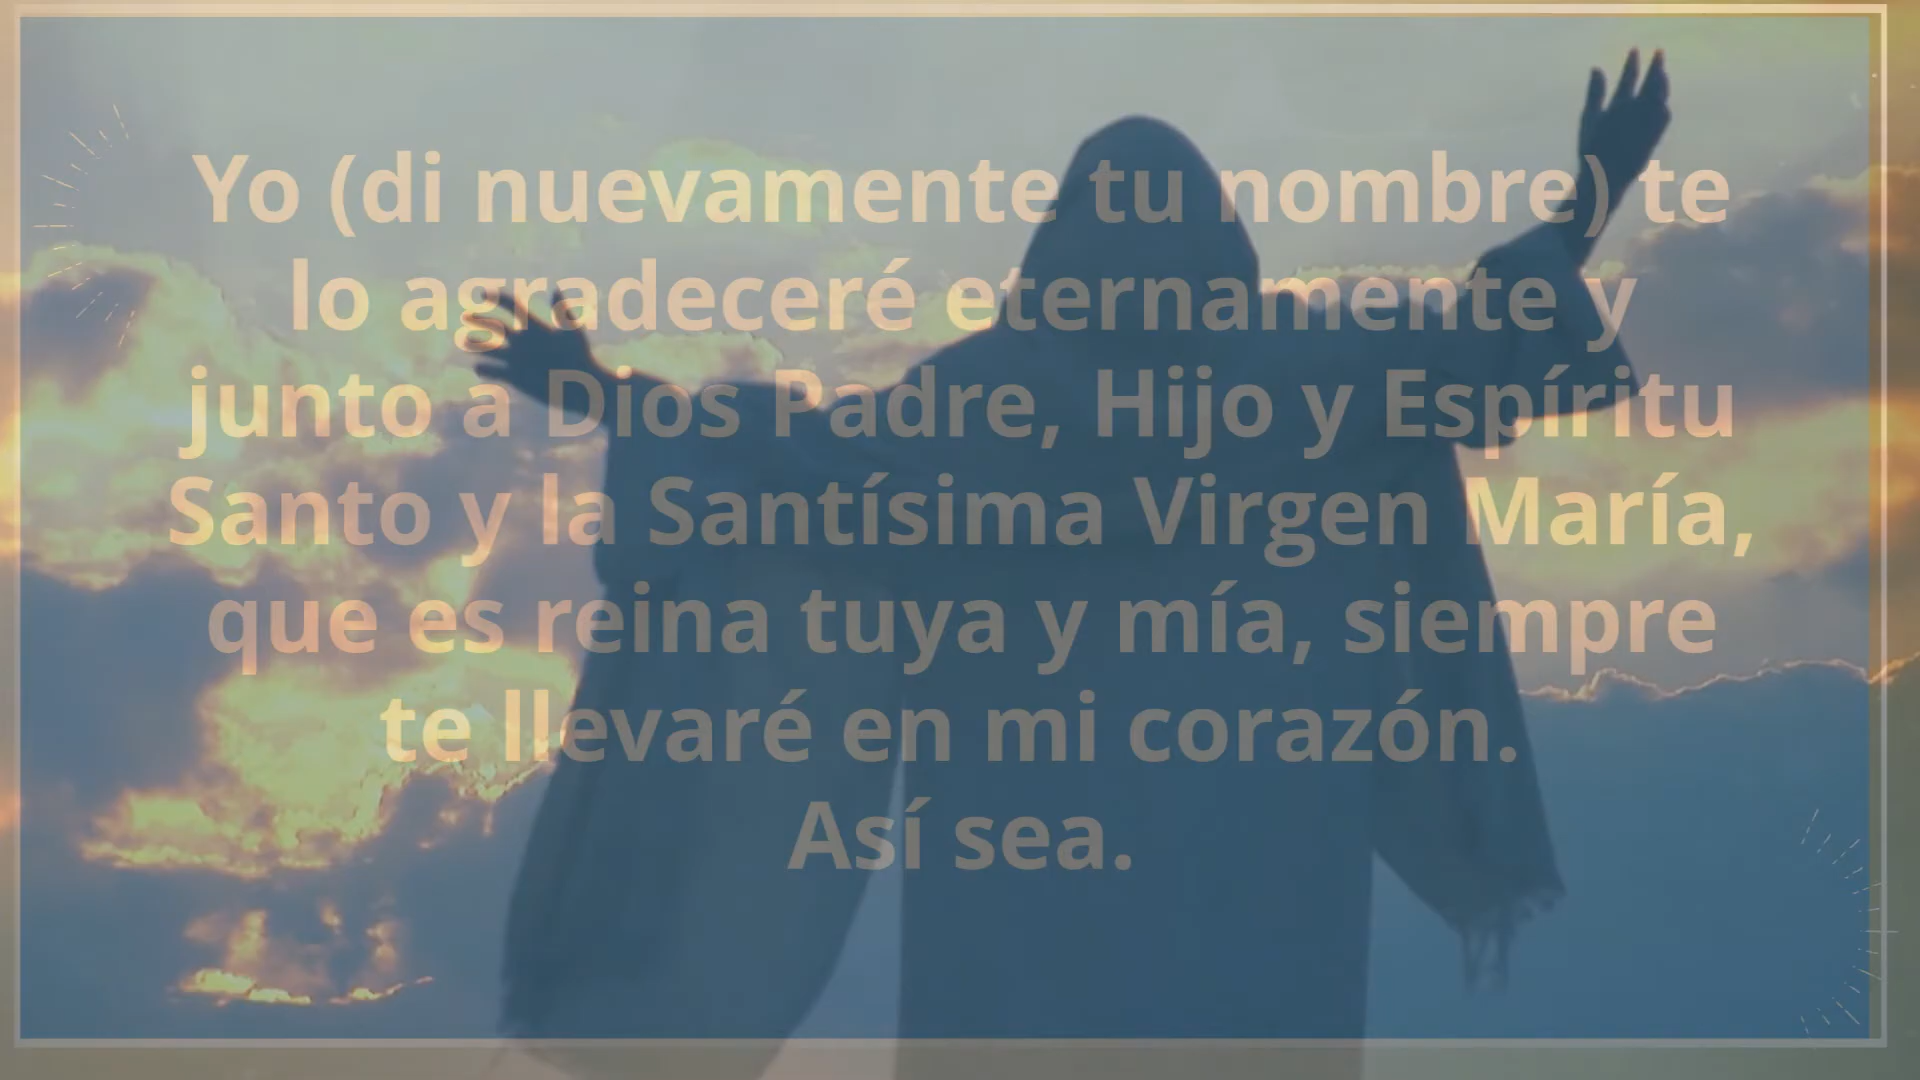 Yo (di nuevamente tu nombre) te
lo agradeceré eternamente y
junto a Dios Padre, Hijo y Espíritu
Santo y la Santísima Virgen María,
que es reina tuya y mía, siempre
te llevaré en mi corazón.
Así sea.